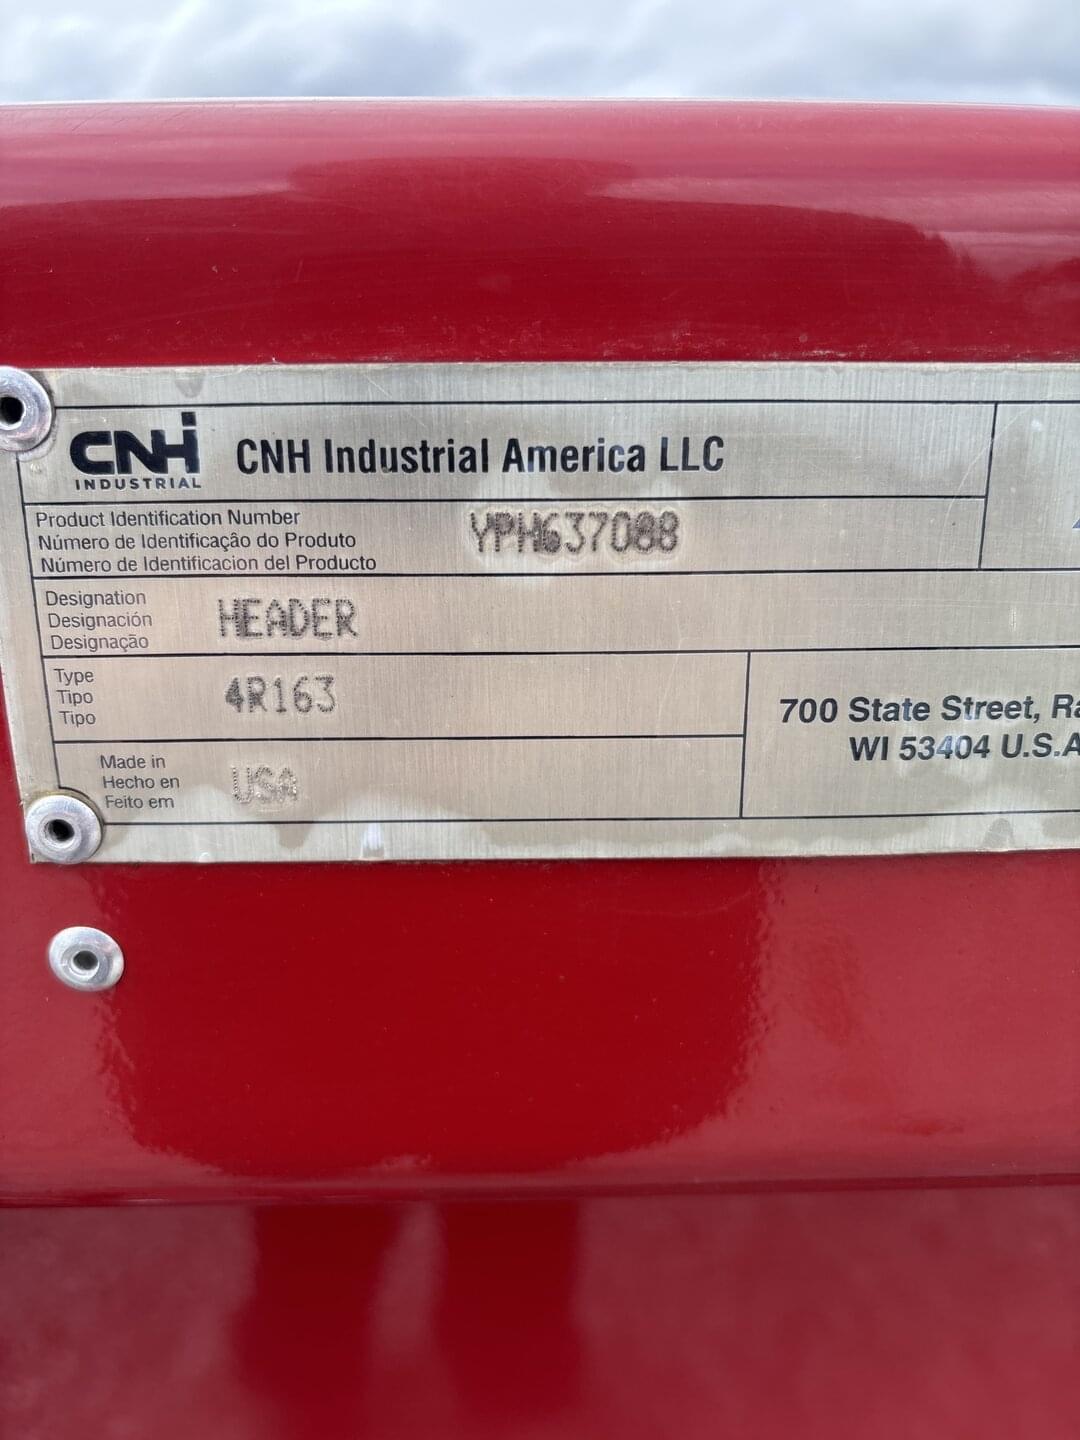 CNH
INDUSTRIAL
CNH Industrial America LLC
Product Identification Number
Número de Identificação do Produto
Número de Identificacion del Producto
YPH637088
Designation
Designación
Designação
HEADER
Type
Tipo
Tipo
4R163
700 State Street,
WI 53404 U.S.A
Made in
Hecho en
Feito em
USA